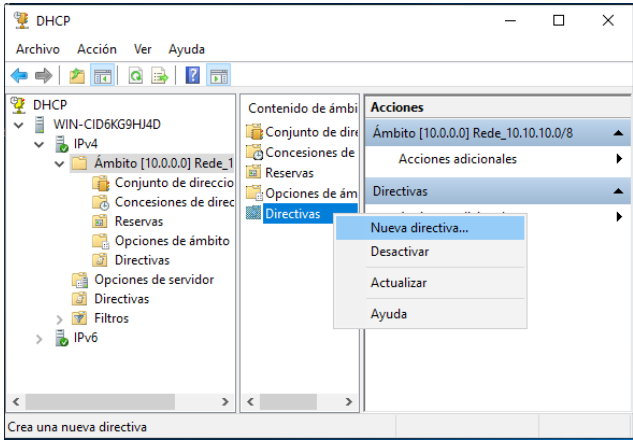 DHCP
Archivo Acción Ver Ayuda
DHCP
WIN-CID6KG9HJ4D
IPv4
Ámbito [10.0.0.0] Rede_1
Conjunto de direccio
Concesiones de direc
Reservas
Opciones de ámbito
Directivas
Opciones de servidor
Directivas
Filtros
IPv6
Contenido de ámbi
Conjunto de dire
Concesiones de
Reservas
Opciones de ám
Directivas
Acciones
Ámbito [10.0.0.0] Rede_10.10.10.0/8
Acciones adicionales
Directivas
Nueva directiva...
Desactivar
Actualizar
Ayuda
Crea una nueva directiva